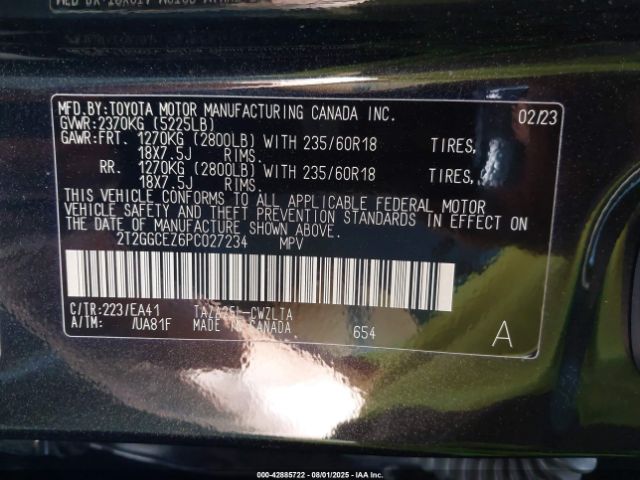 MFD.BY:TOYOTA MOTOR MANUFACTURING CANADA INC. 02/23
GVWR:2370KG (5225LB)
GAWR:FRT. 1270KG (2800LB) WITH 235/60R18 TIRES,
18X7.5J RIMS.
RR. 1270KG (2800LB) WITH 235/60R18 TIRES,
18X7.5J RIMS.
THIS VEHICLE CONFORMS TO ALL APPLICABLE FEDERAL MOTOR
VEHICLE SAFETY AND THEFT PREVENTION STANDARDS IN EFFECT ON
THE DATE OF MANUFACTURE SHOWN ABOVE.
2T2GGCEZ6PC027234 MPV
C/TR:223/EA41
A/TM: /UA81F MADE IN CANADA 654 A
000-42885722 - 08/01/2025 - IAAI, Inc.